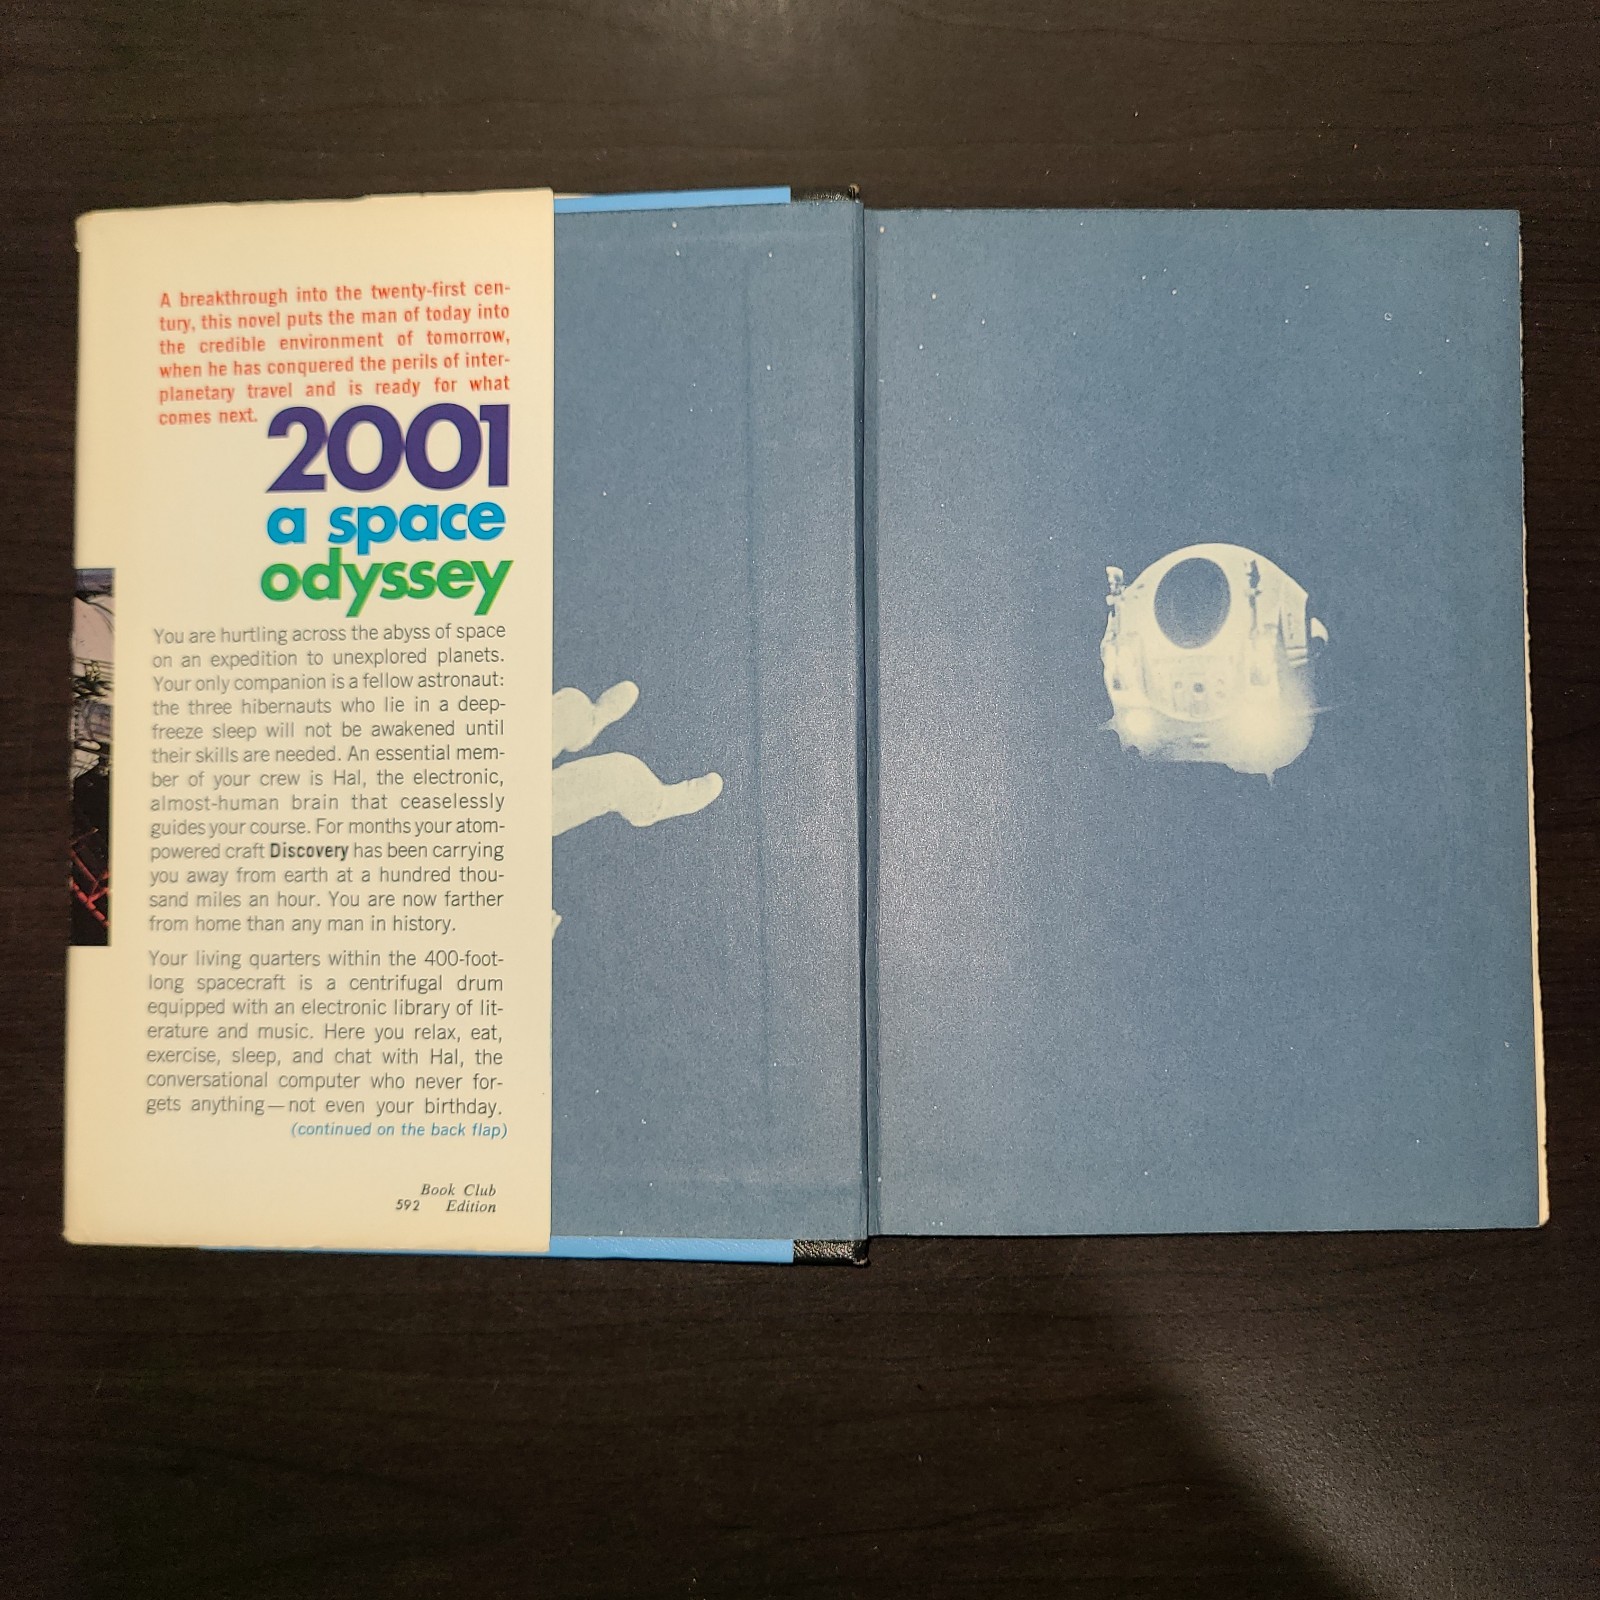 A breakthrough into the twenty-first cen-
tury, this novel puts the man of today into
the credible environment of tomorrow,
when he has conquered the perils of inter-
planetary travel and is ready for what
comes next.
2001
a space
odyssey
You are hurtling across the abyss of space
on an expedition to unexplored planets.
Your only companion is a fellow astronaut:
the three hibernauts who lie in a deep-
freeze sleep will not be awakened until
their skills are needed. An essential mem-
ber of your crew is Hal, the electronic,
almost-human brain that ceaselessly
guides your course. For months your atom-
powered craft Discovery has been carrying
you away from earth at a hundred thou-
sand miles an hour. You are now farther
from home than any man in history.
Your living quarters within the 400-foot-
long spacecraft is a centrifugal drum
equipped with an electronic library of lit-
erature and music. Here you relax, eat,
exercise, sleep, and chat with Hal, the
conversational computer who never for-
gets anything—not even your birthday.
(continued on the back flap)
Book Club
592 Edition